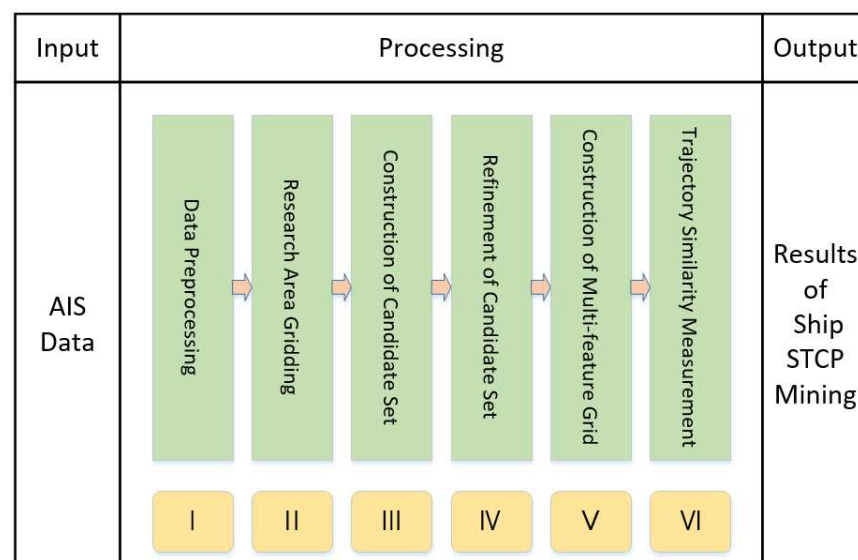 Input
Processing
Output
AIS
Data
Data Preprocessing
Research Area Gridding
Construction of Candidate Set
Refinement of Candidate Set
Construction of Multi-feature Grid
Trajectory Similarity Measurement
I
II
III
IV
V
VI
Results
of
Ship
STCP
Mining